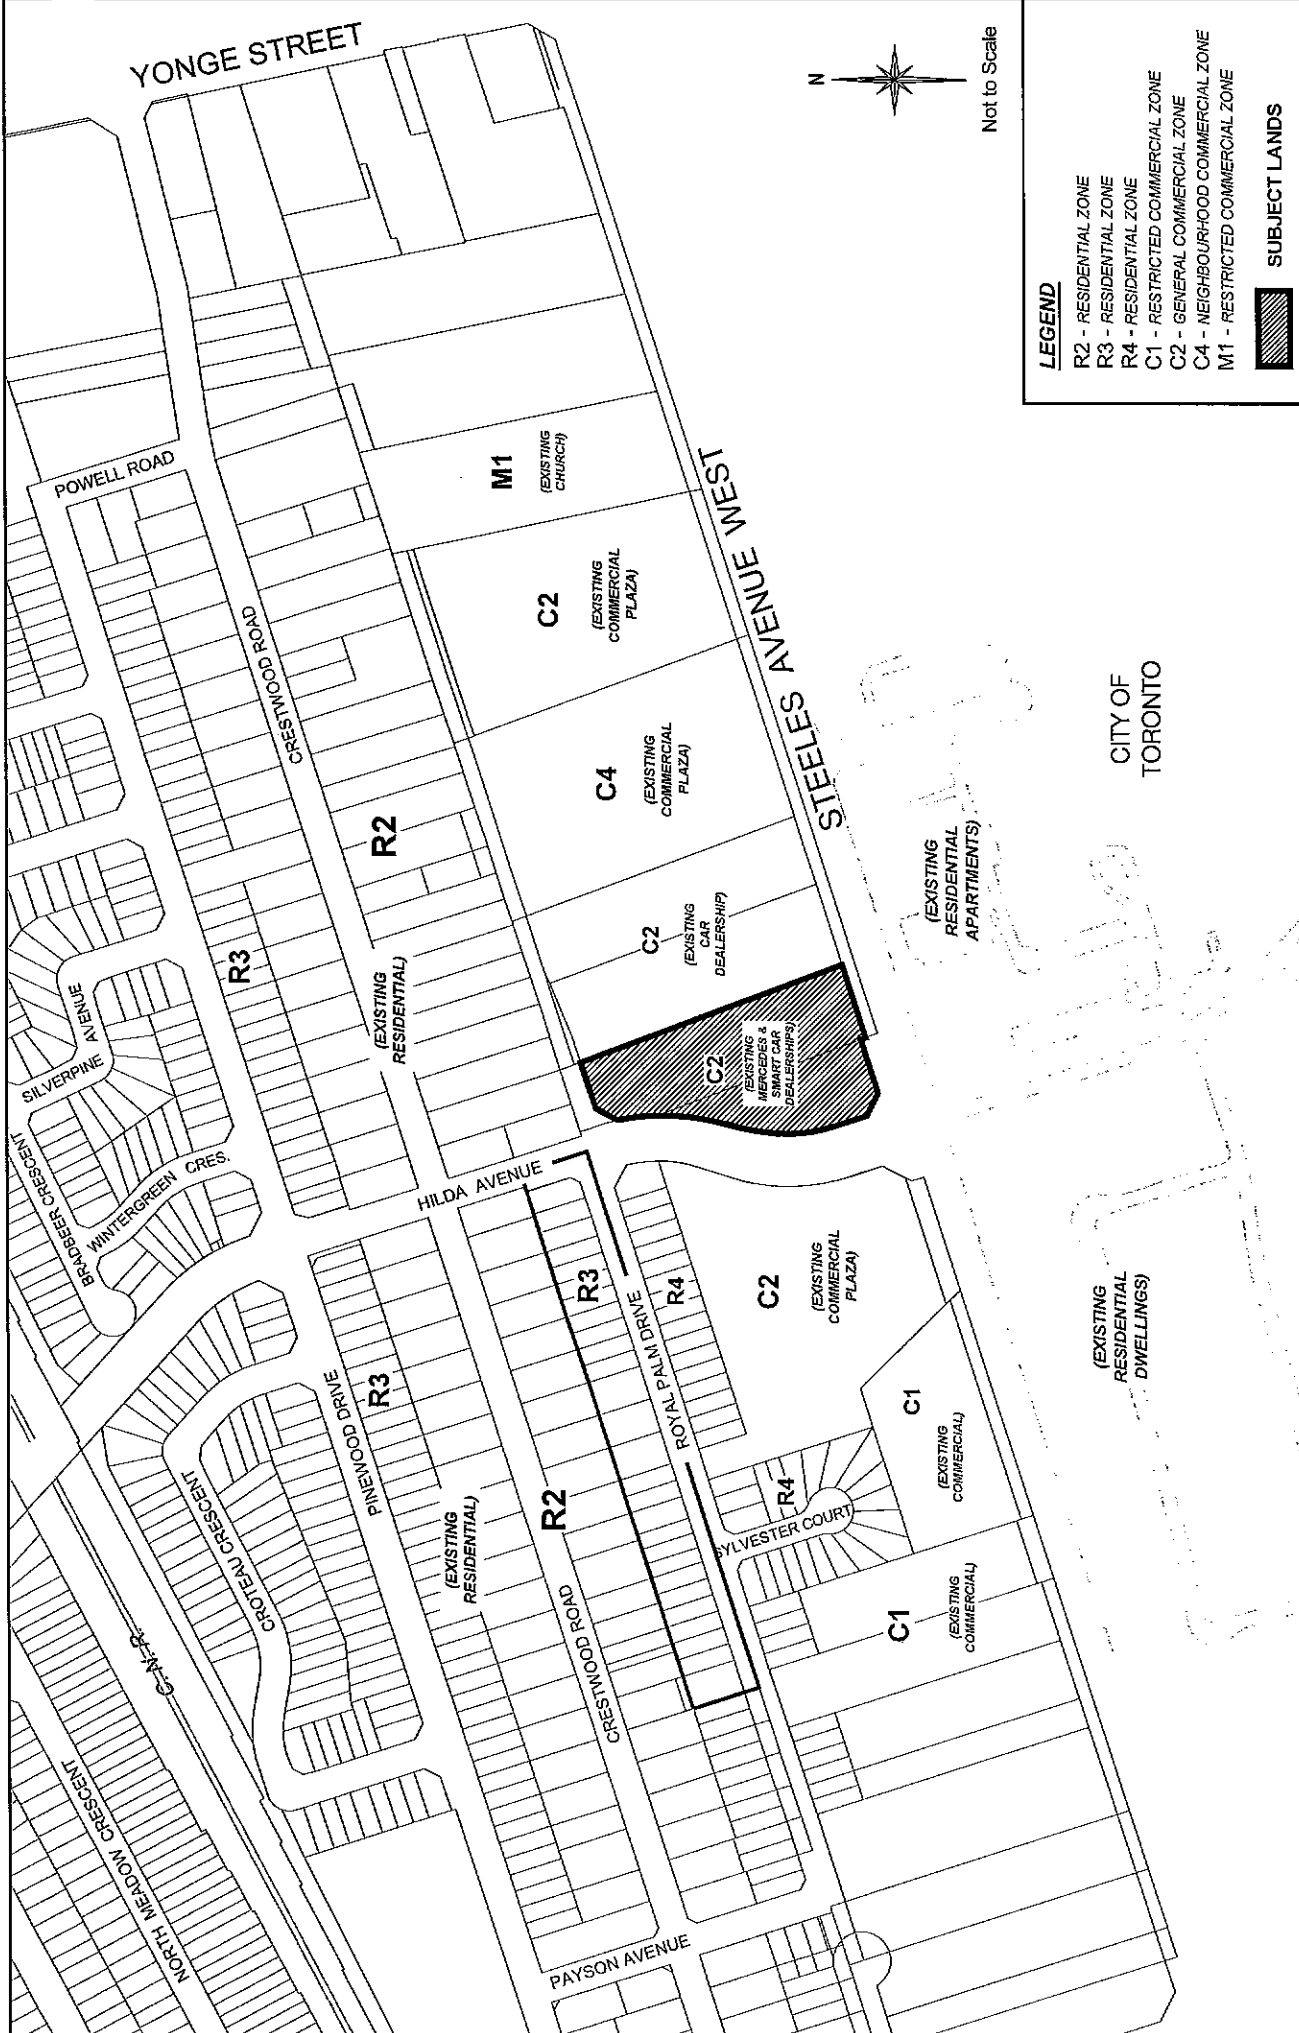 YONGE STREET
N
Not to Scale
POWELL ROAD
M1
(EXISTING
CHURCH)
STEELES AVENUE WEST
C2
(EXISTING
COMMERCIAL
PLAZA)
CRESTWOOD ROAD
C4
(EXISTING
COMMERCIAL
PLAZA)
CITY OF
TORONTO
R2
(EXISTING
RESIDENTIAL
APARTMENTS)
R3
C2
(EXISTING
CAR
DEALERSHIP)
(EXISTING
RESIDENTIAL)
SILVERPINE AVENUE
C2
(EXISTING
MERCEDES &
SMART CAR
DEALERSHIPS)
BRADBEER CRESCENT
WINTERGREEN CRES.
HILDA AVENUE
R3
R4
C2
(EXISTING
COMMERCIAL
PLAZA)
(EXISTING
RESIDENTIAL
DWELLINGS)
ROYAL PALM DRIVE
PINEWOOD DRIVE
R3
C1
(EXISTING
COMMERCIAL)
R4
SYLVESTER COURT
R2
(EXISTING
RESIDENTIAL)
CROTEAU CRESCENT
C1
(EXISTING
COMMERCIAL)
CRESTWOOD ROAD
C.N.R.
NORTH MEADOW CRESCENT
PAYSON AVENUE
LEGEND
R2 - RESIDENTIAL ZONE
R3 - RESIDENTIAL ZONE
R4 - RESIDENTIAL ZONE
C1 - RESTRICTED COMMERCIAL ZONE
C2 - GENERAL COMMERCIAL ZONE
C4 - NEIGHBOURHOOD COMMERCIAL ZONE
M1 - RESTRICTED COMMERCIAL ZONE
SUBJECT LANDS